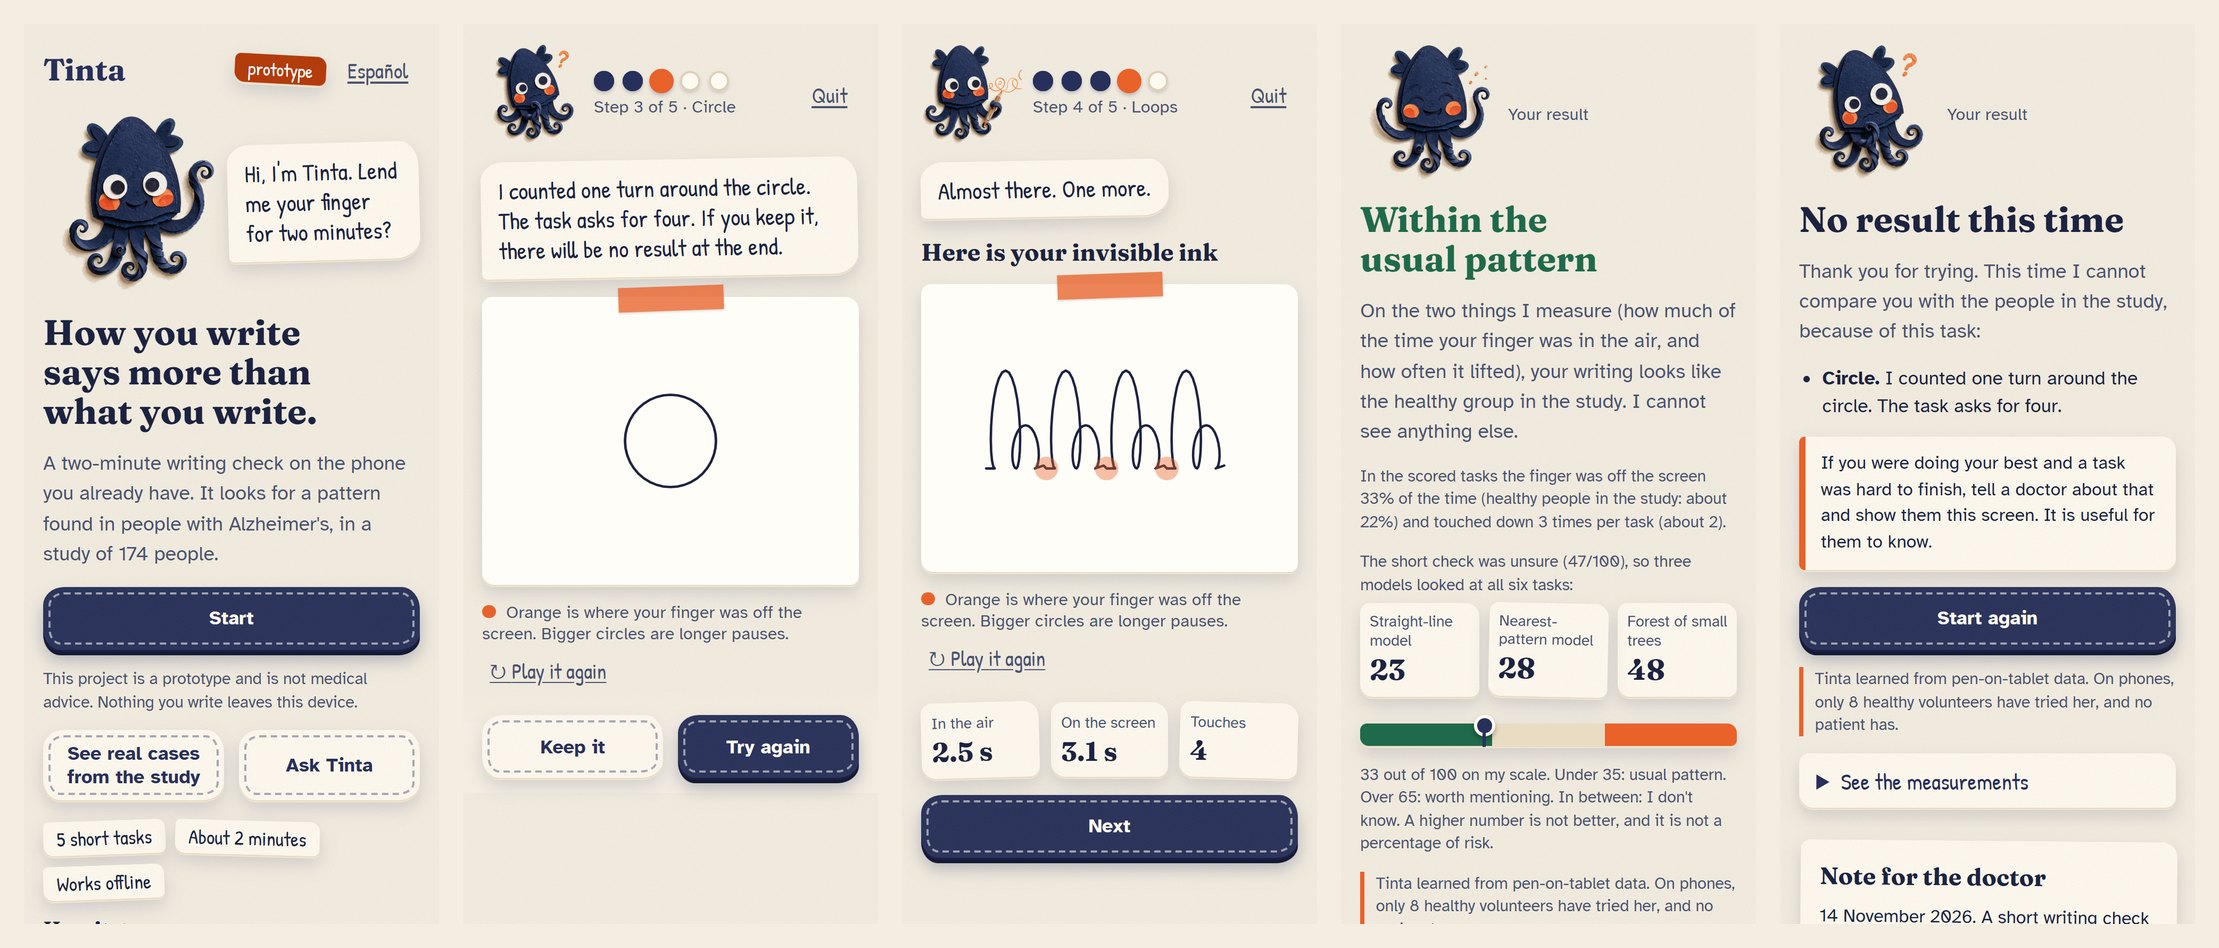 Tinta
prototype
Español
Hi, I'm Tinta. Lend
me your finger
for two minutes?
How you write
says more than
what you write.
A two-minute writing check on the phone
you already have. It looks for a pattern
found in people with Alzheimer's, in a
study of 174 people.
Start
This project is a prototype and is not medical
advice. Nothing you write leaves this device.
See real cases
from the study
Ask Tinta
5 short tasks
About 2 minutes
Works offline
?
Step 3 of 5 · Circle
Quit
I counted one turn around the circle.
The task asks for four. If you keep it,
there will be no result at the end.
Orange is where your finger was off the
screen. Bigger circles are longer pauses.
↻ Play it again
Keep it
Try again
Step 4 of 5 · Loops
Quit
Almost there. One more.
Here is your invisible ink
Orange is where your finger was off the
screen. Bigger circles are longer pauses.
↻ Play it again
In the air
2.5 s
On the screen
3.1 s
Touches
4
Next
Your result
Within the
usual pattern
On the two things I measure (how much of
the time your finger was in the air, and
how often it lifted), your writing looks like
the healthy group in the study. I cannot
see anything else.
In the scored tasks the finger was off the screen
33% of the time (healthy people in the study: about
22%) and touched down 3 times per task (about 2).
The short check was unsure (47/100), so three
models looked at all six tasks:
Straight-line
model
23
Nearest-
pattern model
28
Forest of small
trees
48
33 out of 100 on my scale. Under 35: usual pattern.
Over 65: worth mentioning. In between: I don't
know. A higher number is not better, and it is not a
percentage of risk.
Tinta learned from pen-on-tablet data. On phones,
only 8 healthy volunteers have tried her, and no
?
Your result
No result this time
Thank you for trying. This time I cannot
compare you with the people in the study,
because of this task:
• Circle. I counted one turn around the
circle. The task asks for four.
If you were doing your best and a task
was hard to finish, tell a doctor about that
and show them this screen. It is useful for
them to know.
Start again
Tinta learned from pen-on-tablet data. On phones,
only 8 healthy volunteers have tried her, and no
patient has.
See the measurements
Note for the doctor
14 November 2026. A short writing check